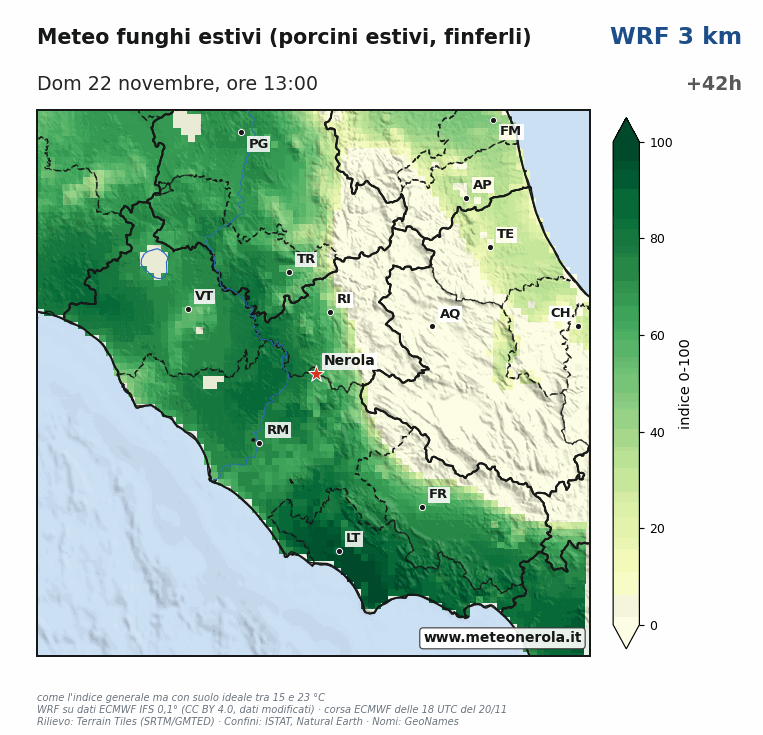 Meteo funghi estivi (porcini estivi, finferli)
WRF 3 km
Dom 22 novembre, ore 13:00
+42h
FM
PG
AP
TE
TR
RI
VT
AQ
CH.
Nerola
RM
FR
LT
www.meteonerola.it
100
80
60
40
20
0
indice 0-100
come l'indice generale ma con suolo ideale tra 15 e 23 °C
WRF su dati ECMWF IFS 0,1° (CC BY 4.0, dati modificati) · corsa ECMWF delle 18 UTC del 20/11
Rilievo: Terrain Tiles (SRTM/GMTED) · Confini: ISTAT, Natural Earth · Nomi: GeoNames